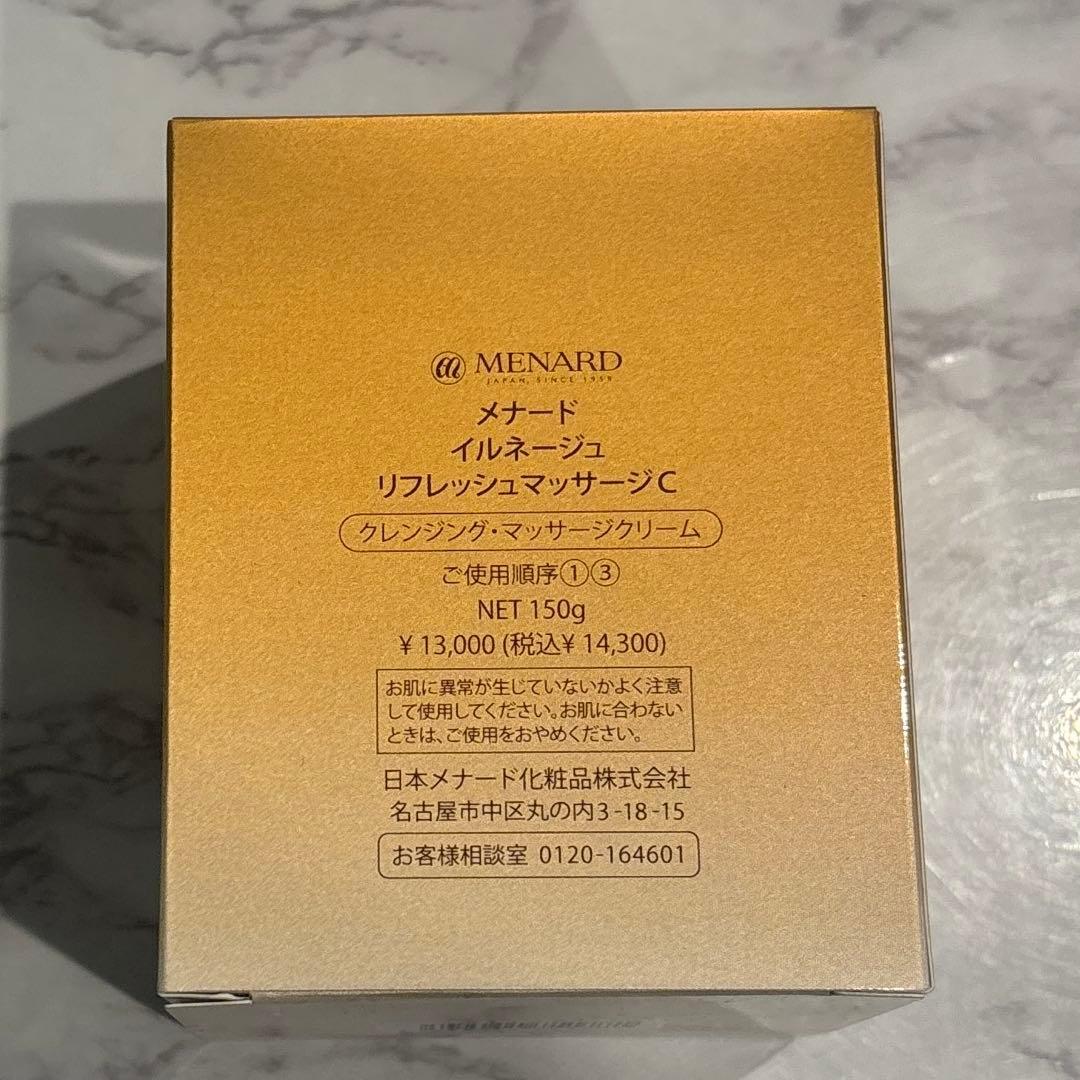 MENARD
JAPAN, SINCE 1959
メナード
イルネージュ
リフレッシュマッサージC
クレンジング・マッサージクリーム
ご使用順序①③
NET 150g
¥13,000 (税込¥14,300)
お肌に異常が生じていないかよく注意
して使用してください。お肌に合わない
ときは、ご使用をおやめください。
日本メナード化粧品株式会社
名古屋市中区丸の内3-18-15
お客様相談室 0120-164601